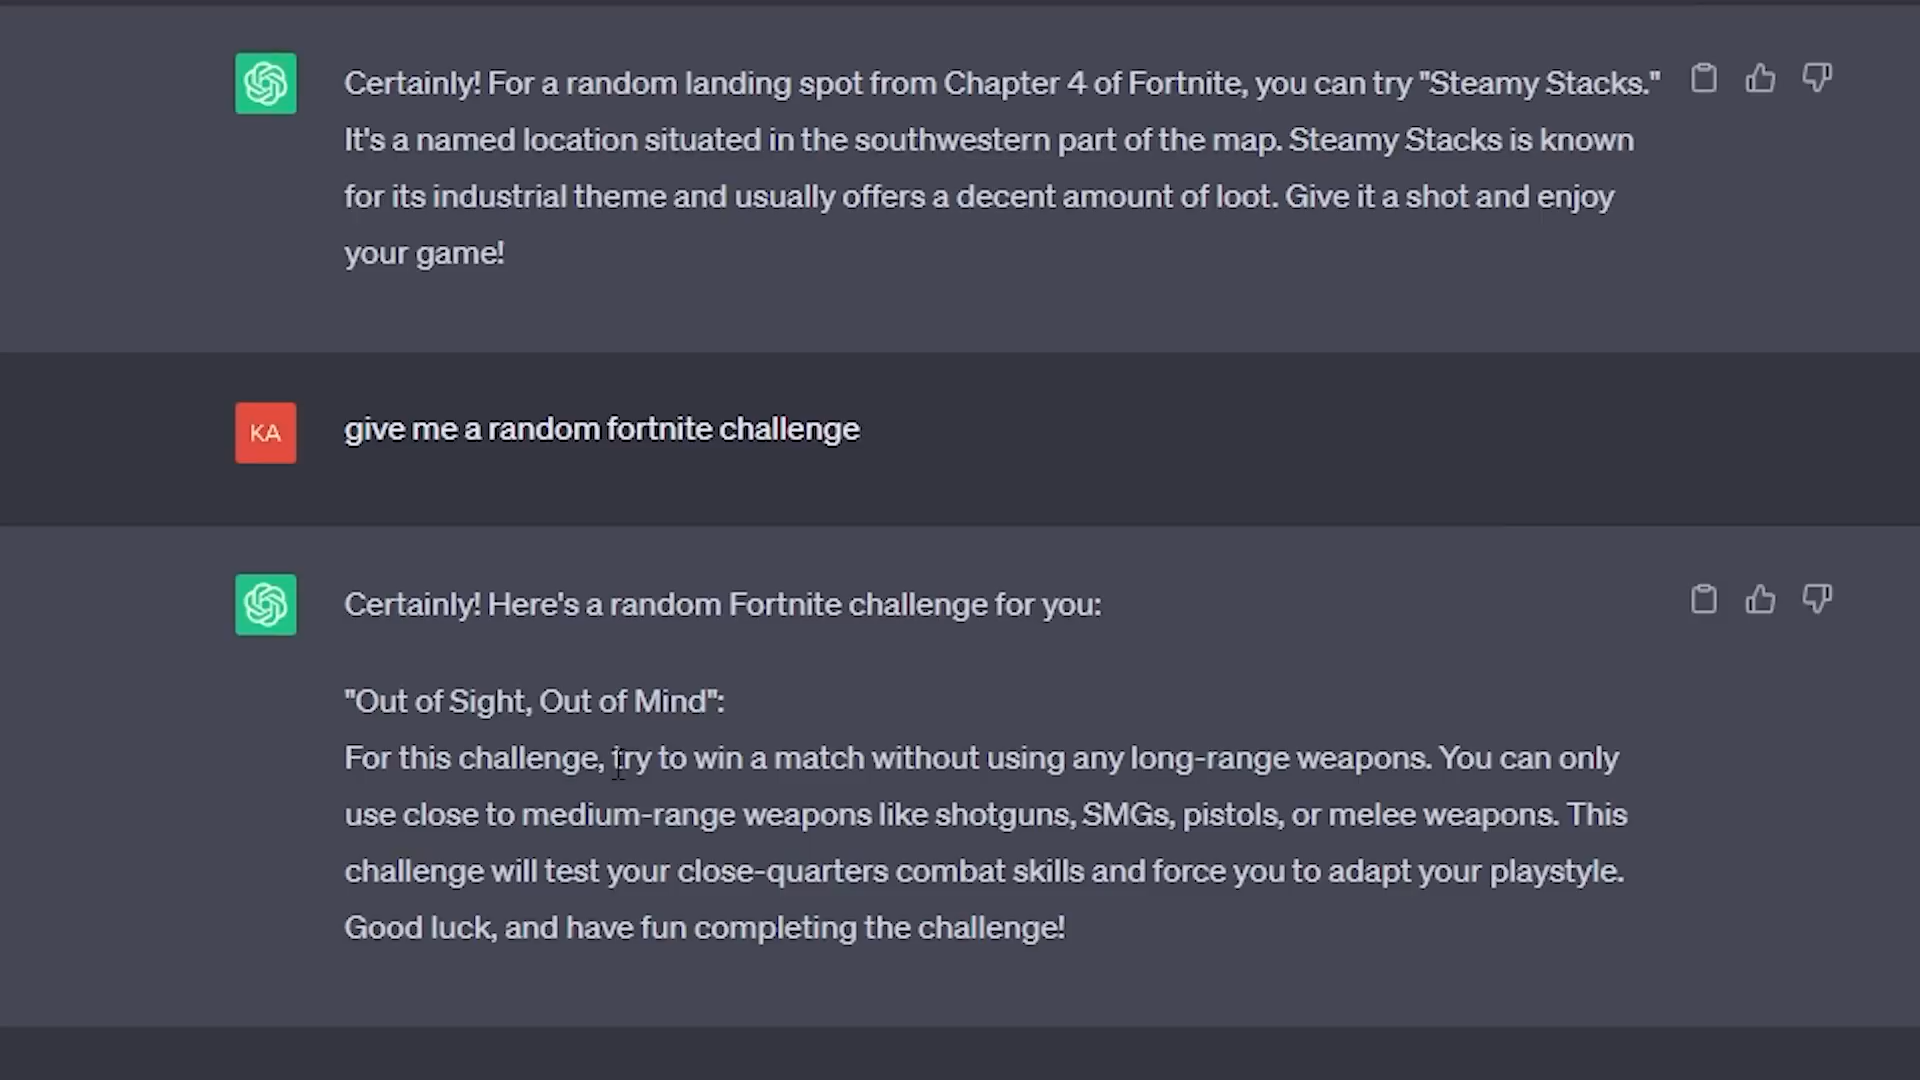 Certainly! For a random landing spot from Chapter 4 of Fortnite, you can try "Steamy Stacks."
It's a named location situated in the southwestern part of the map. Steamy Stacks is known
for its industrial theme and usually offers a decent amount of loot. Give it a shot and enjoy
your game!
KA
give me a random fortnite challenge
Certainly! Here's a random Fortnite challenge for you:
"Out of Sight, Out of Mind":
For this challenge, try to win a match without using any long-range weapons. You can only
use close to medium-range weapons like shotguns, SMGs, pistols, or melee weapons. This
challenge will test your close-quarters combat skills and force you to adapt your playstyle.
Good luck, and have fun completing the challenge!